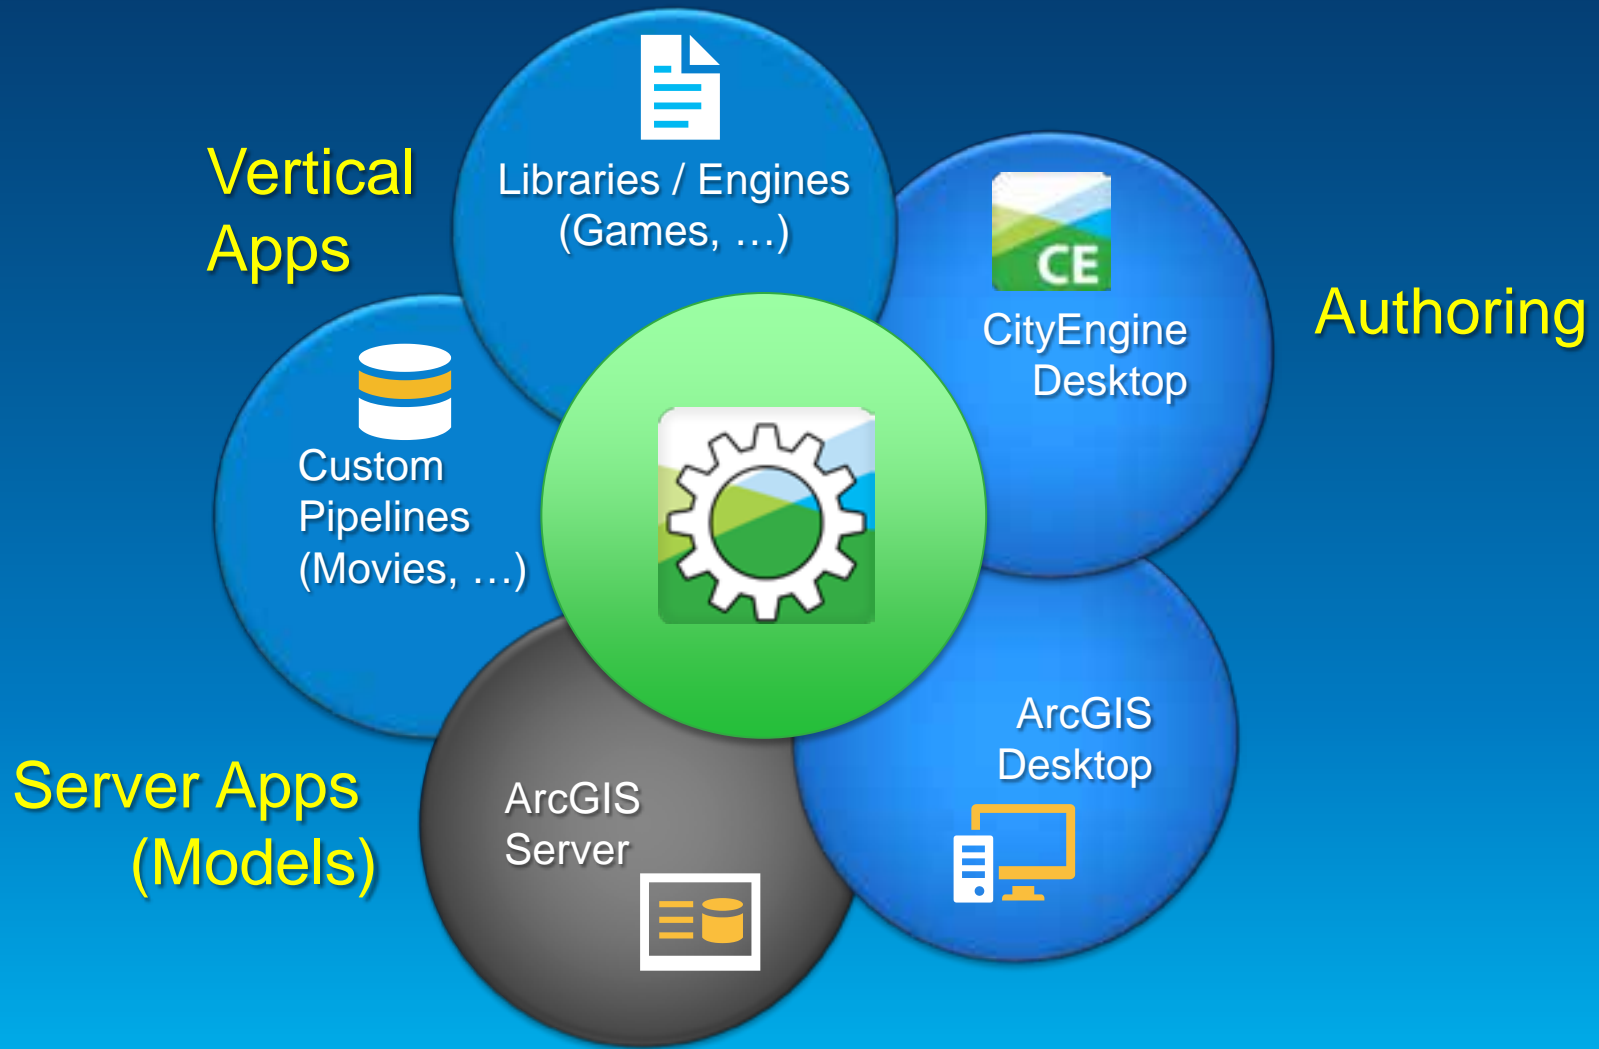 Vertical
Apps
Libraries / Engines
(Games, …)
CE
CityEngine
Desktop
Authoring
Custom
Pipelines
(Movies, …)
ArcGIS
Desktop
Server Apps
(Models)
ArcGIS
Server